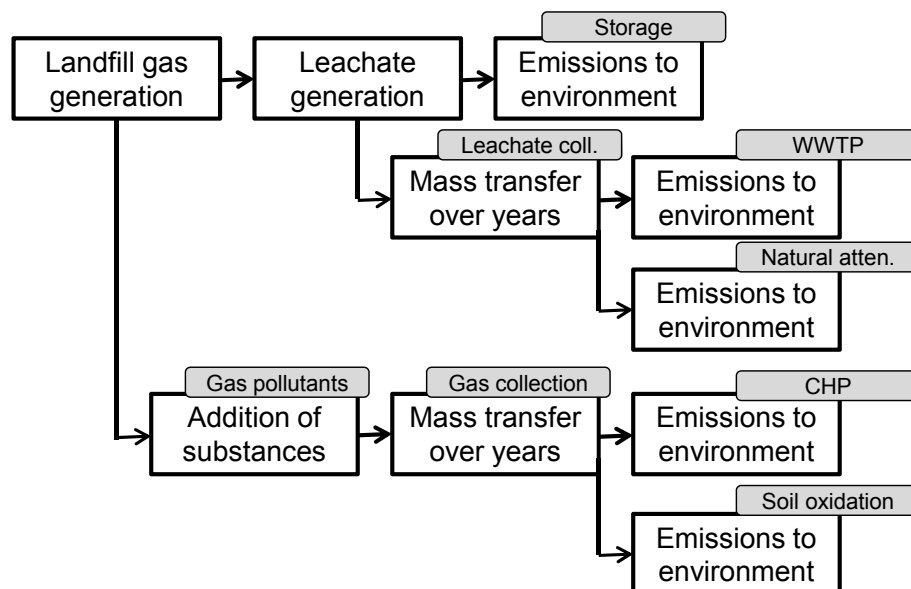 Storage
Landfill gas
generation
Leachate
generation
Emissions to
environment
Leachate coll.
Mass transfer
over years
WWTP
Emissions to
environment
Natural atten.
Emissions to
environment
Gas pollutants
Addition of
substances
Gas collection
Mass transfer
over years
CHP
Emissions to
environment
Soil oxidation
Emissions to
environment